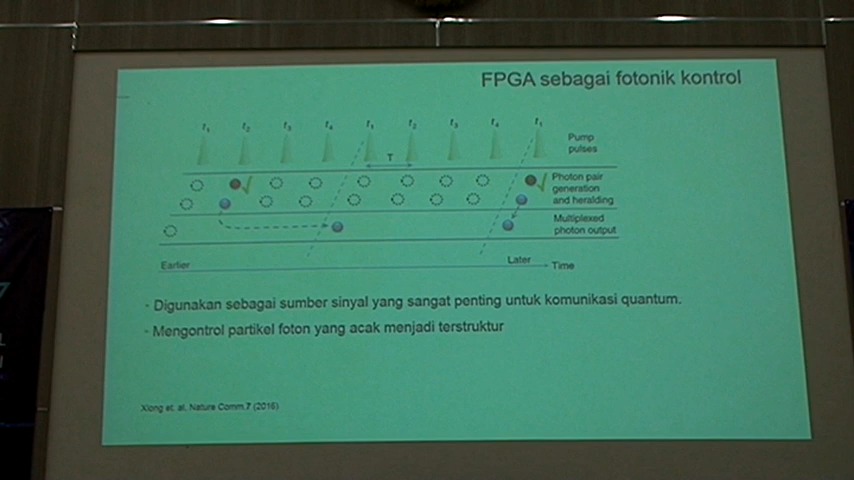 FPGA sebagai fotonik kontrol
t1 t2 t3 t4 t1 t2 t3 t4 t1
Pump
pulses
T
Photon pair
generation
and heralding
Multiplexed
photon output
Earlier Later Time
- Digunakan sebagai sumber sinyal yang sangat penting untuk komunikasi quantum.
- Mengontrol partikel foton yang acak menjadi terstruktur
Xiong et. al. Nature Comm.7 (2016)